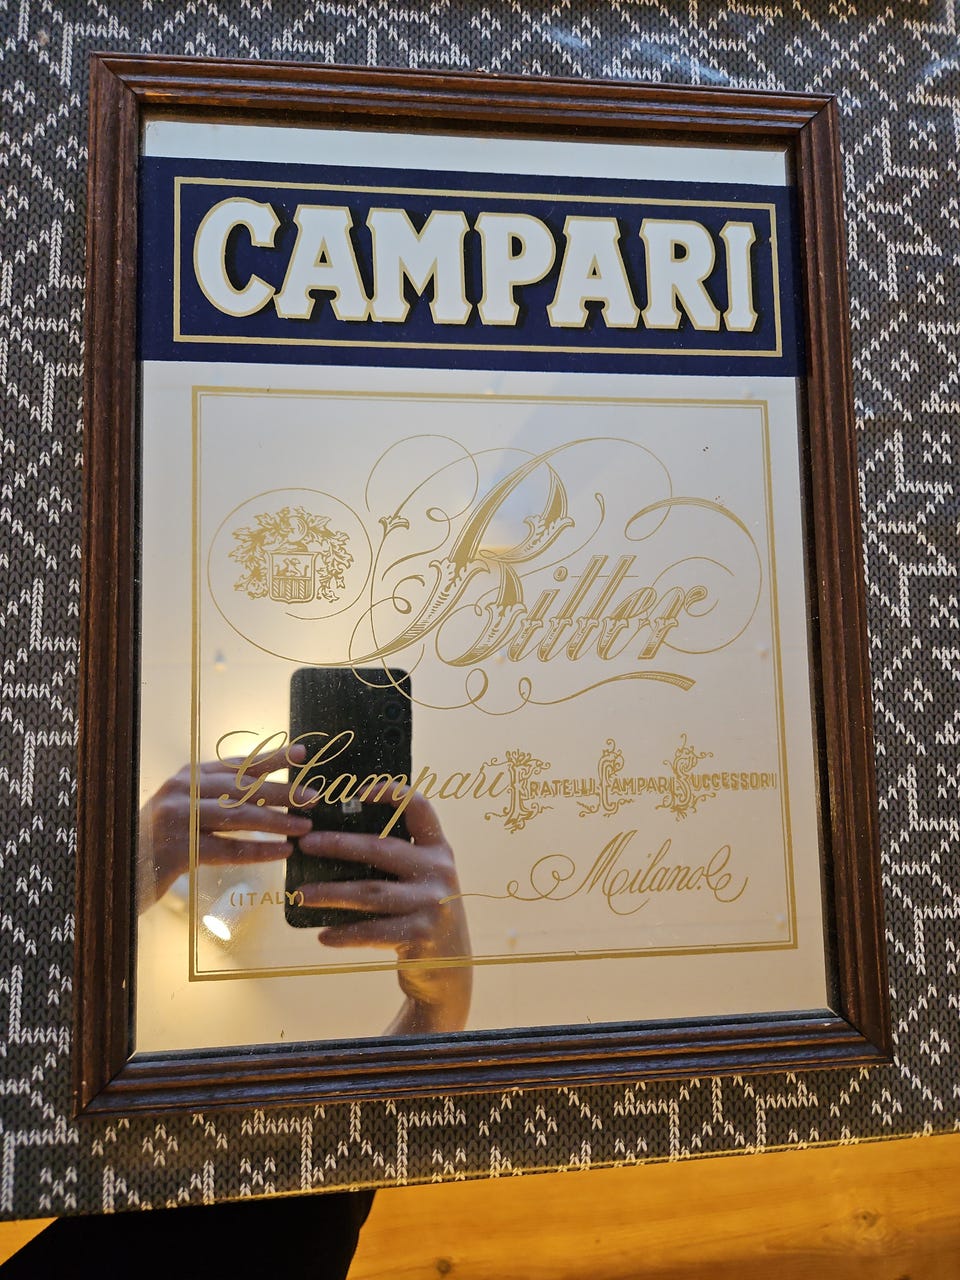 CAMPARI
Bitter
G. Campari FRATELLI CAMPARI SUCCESSORI
Milano.
(ITALY)